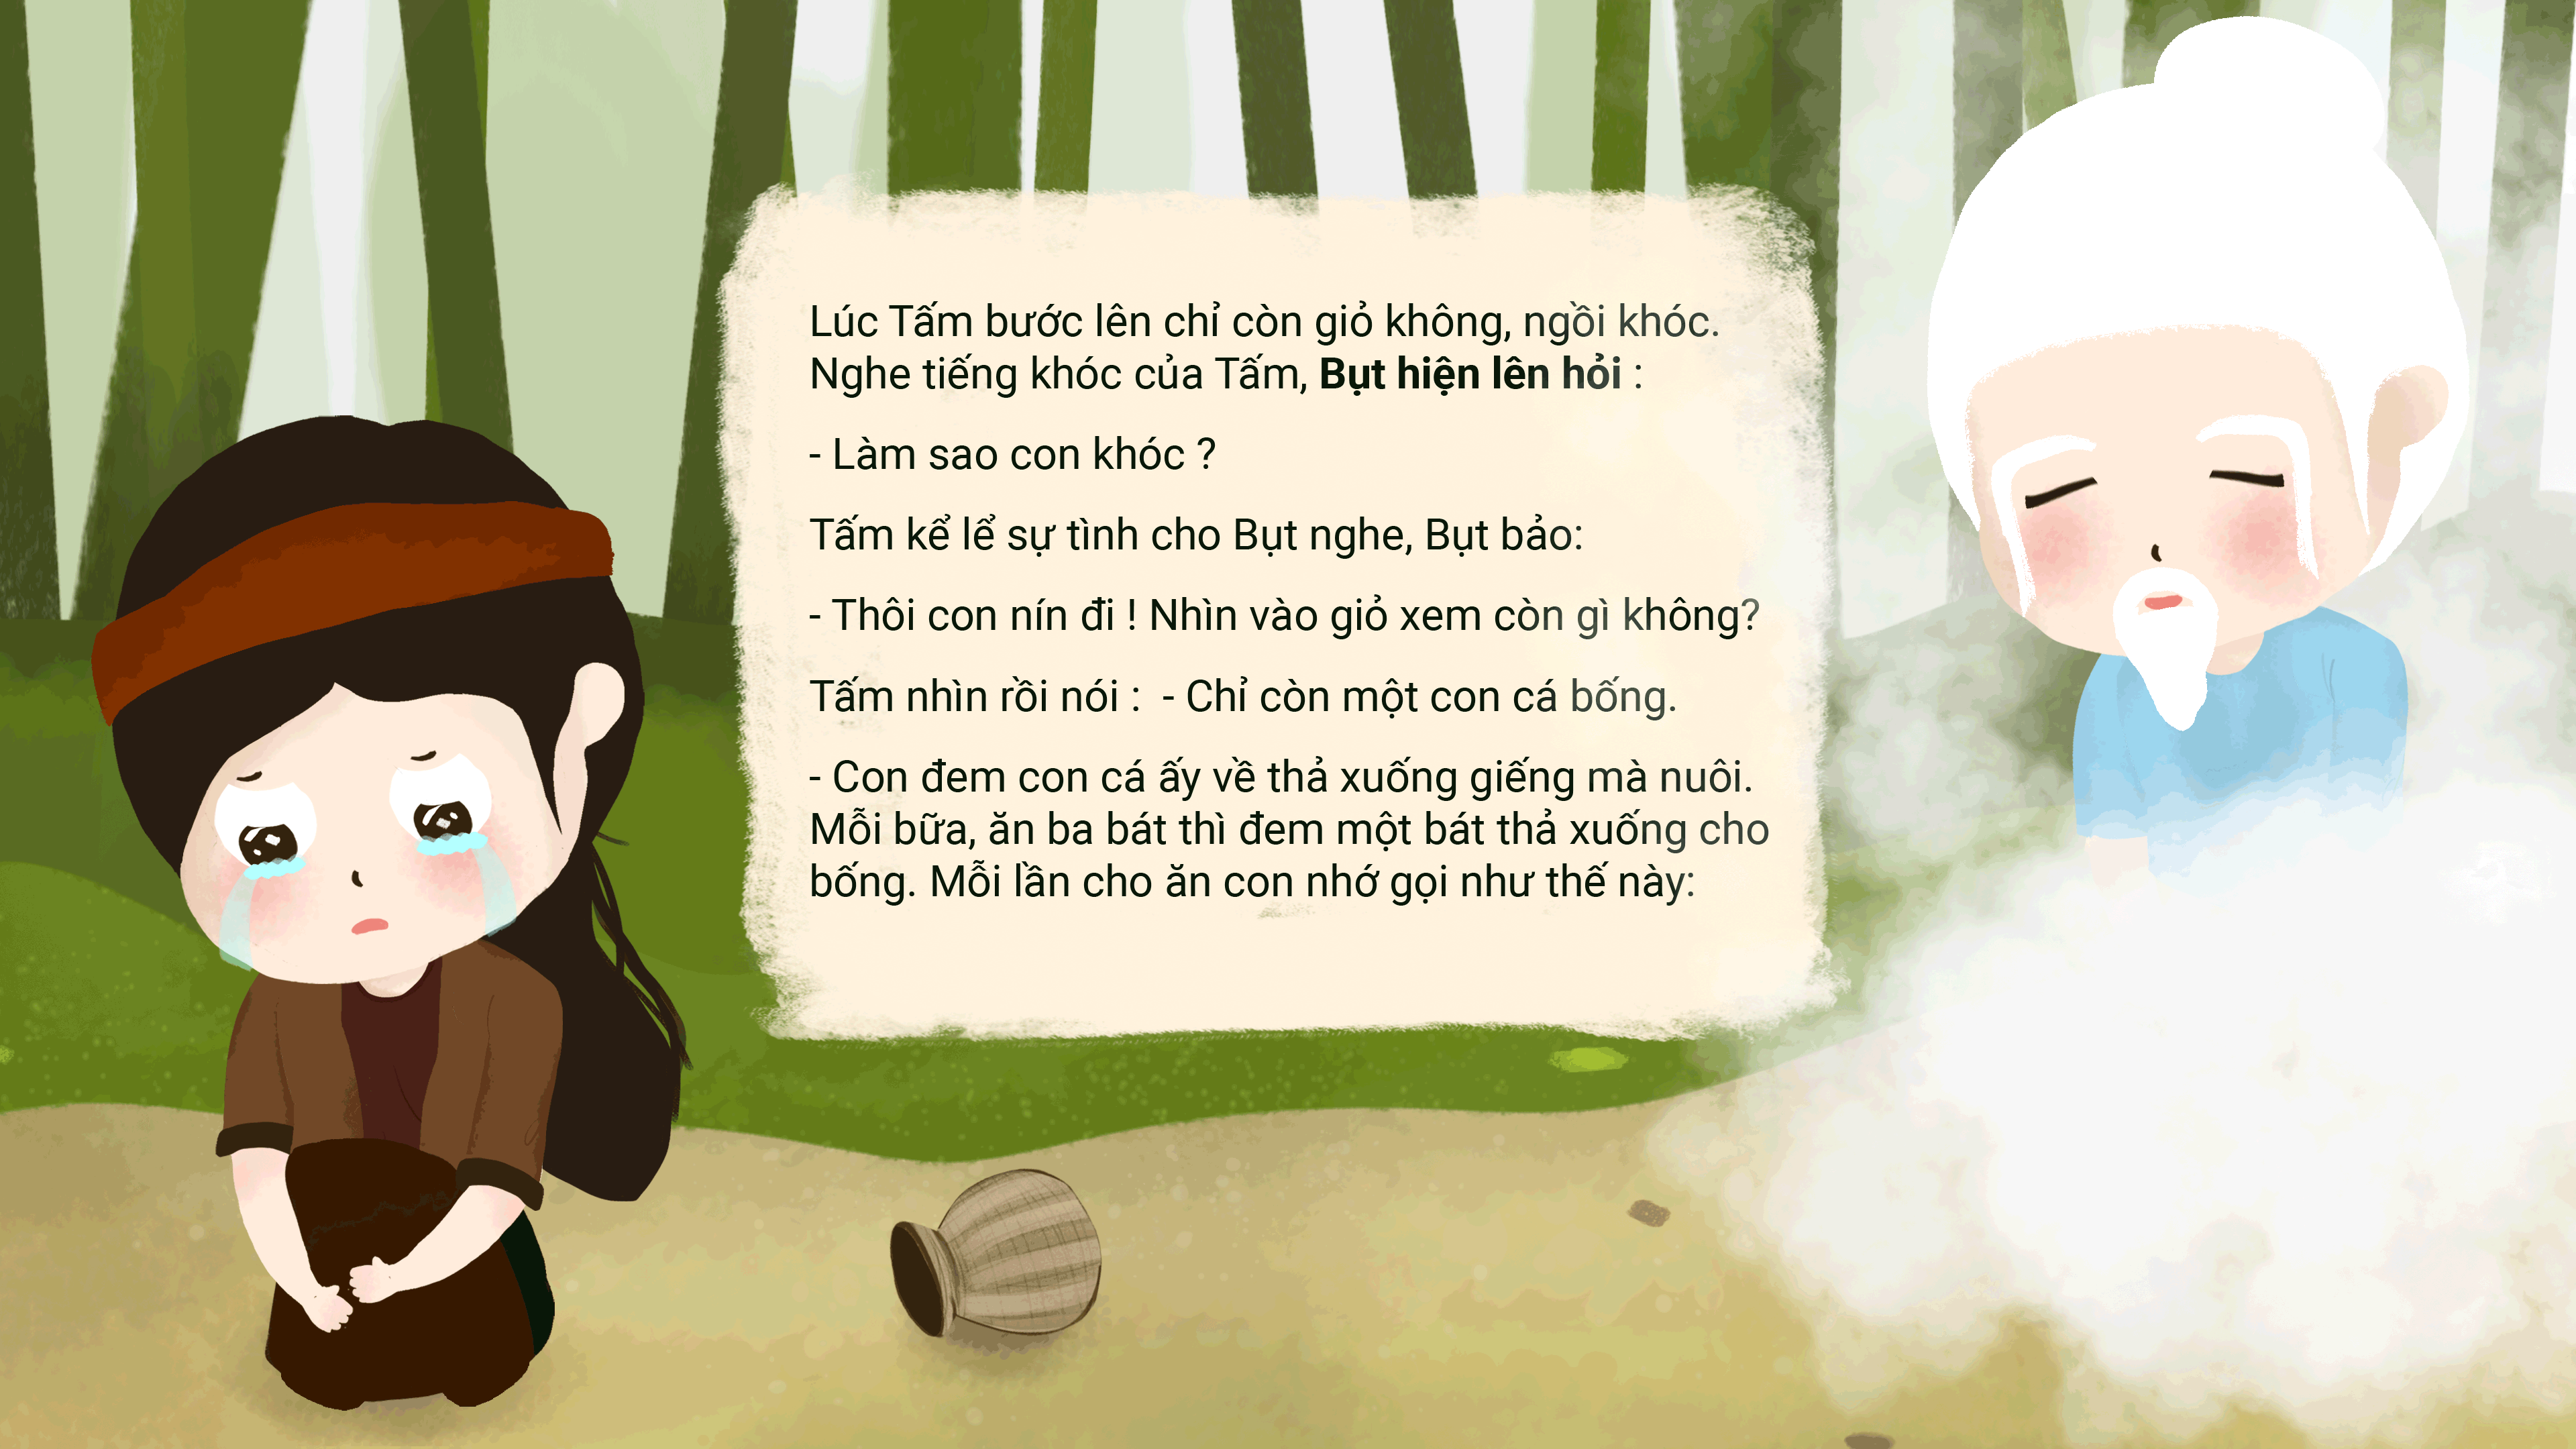 Lúc Tấm bước lên chỉ còn giỏ không, ngồi khóc.
Nghe tiếng khóc của Tấm, Bụt hiện lên hỏi :
- Làm sao con khóc ?
Tấm kể lể sự tình cho Bụt nghe, Bụt bảo:
- Thôi con nín đi ! Nhìn vào giỏ xem còn gì không?
Tấm nhìn rồi nói :  - Chỉ còn một con cá bống.
- Con đem con cá ấy về thả xuống giếng mà nuôi.
Mỗi bữa, ăn ba bát thì đem một bát thả xuống cho
bống. Mỗi lần cho ăn con nhớ gọi như thế này: